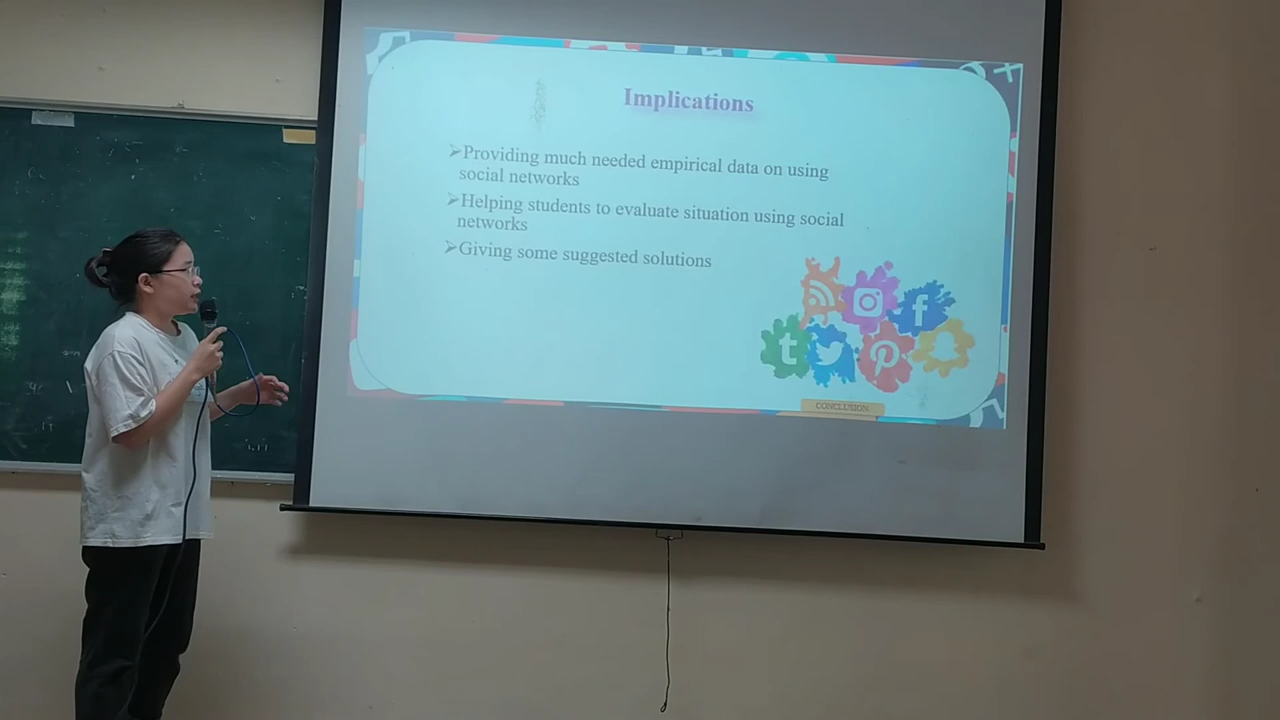 Implications
➢Providing much needed empirical data on using
social networks
➢Helping students to evaluate situation using social
networks
➢Giving some suggested solutions
CONCLUSION